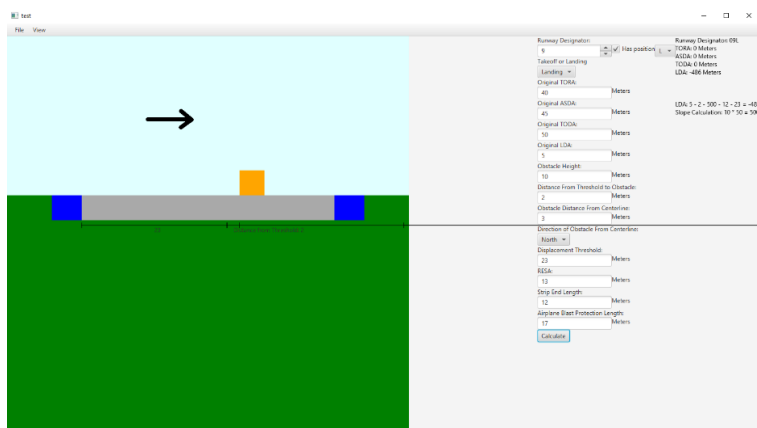 test
File View
Runway Designator:
9
Has position
L
Takeoff or Landing
Landing
Original TORA:
40 Meters
Original ASDA:
45 Meters
Original TODA:
50 Meters
Original LDA:
5 Meters
Obstacle Height:
10 Meters
Distance From Threshold to Obstacle:
2 Meters
Obstacle Distance From Centerline:
3 Meters
Direction of Obstacle From Centerline:
North
Displacement Threshold:
23 Meters
RESA:
13 Meters
Strip End Length
12 Meters
Airplane Blast Protection Length:
17 Meters
Calculate
Runway Designator: 09L
TORA: 0 Meters
ASDA: 0 Meters
TODA: 0 Meters
LDA: -486 Meters
LDA: 5 - 2 - 500 - 12 - 23 = -48
Slope Calculation: 10 * 50 = 500